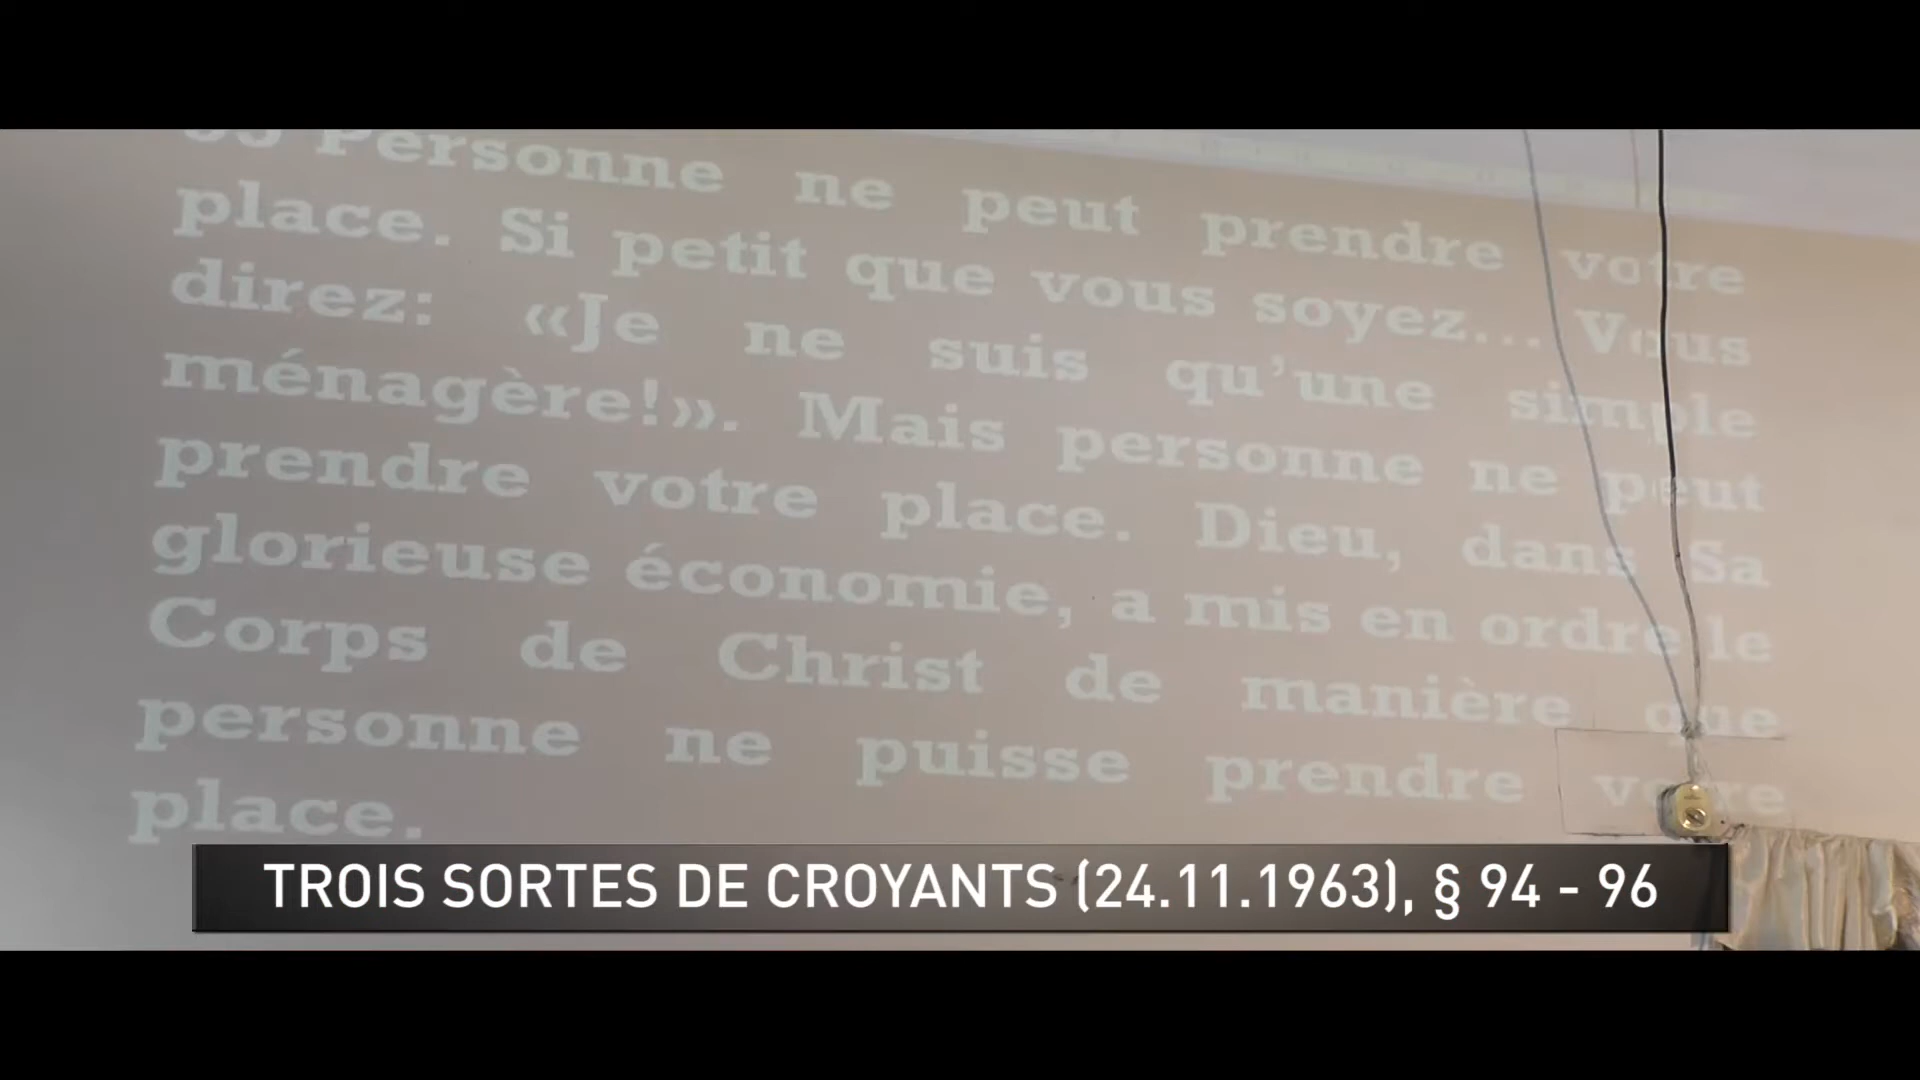 95 Personne ne peut prendre votre
place. Si petit que vous soyez... Vous
direz: «Je ne suis qu’une simple
ménagère!». Mais personne ne peut
prendre votre place. Dieu, dans Sa
glorieuse économie, a mis en ordre le
Corps de Christ de manière que
personne ne puisse prendre votre
place.
TROIS SORTES DE CROYANTS (24.11.1963), § 94 - 96